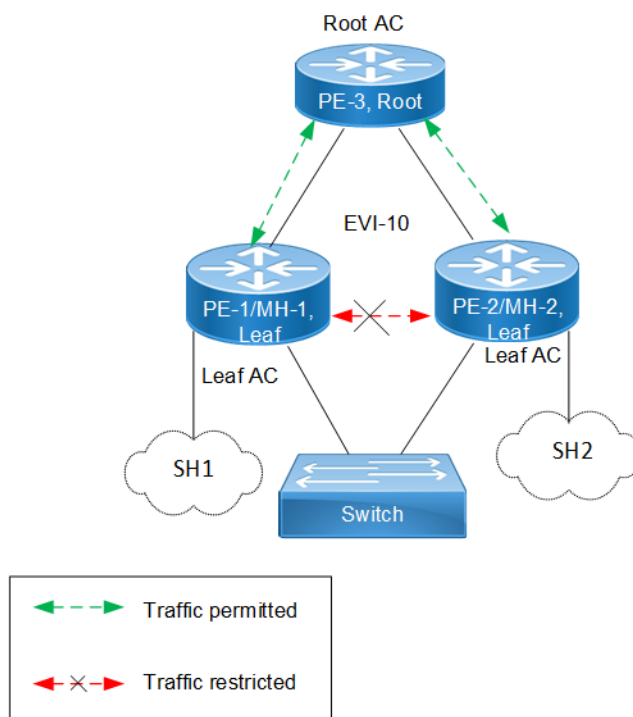 Root AC
PE-3, Root
EVI-10
PE-1/MH-1,
Leaf
PE-2/MH-2,
Leaf
Leaf AC
Leaf AC
SH1
SH2
Switch
Traffic permitted
Traffic restricted